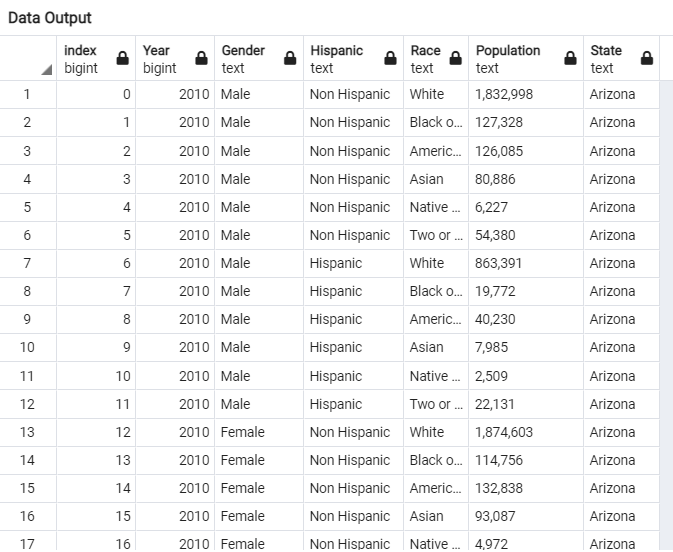 Data Output
index Year Gender Hispanic Race Population State
bigint bigint text text text text text
1 0 2010 Male Non Hispanic White 1,832,998 Arizona
2 1 2010 Male Non Hispanic Black o... 127,328 Arizona
3 2 2010 Male Non Hispanic Americ... 126,085 Arizona
4 3 2010 Male Non Hispanic Asian 80,886 Arizona
5 4 2010 Male Non Hispanic Native ... 6,227 Arizona
6 5 2010 Male Non Hispanic Two or ... 54,380 Arizona
7 6 2010 Male Hispanic White 863,391 Arizona
8 7 2010 Male Hispanic Black o... 19,772 Arizona
9 8 2010 Male Hispanic Americ... 40,230 Arizona
10 9 2010 Male Hispanic Asian 7,985 Arizona
11 10 2010 Male Hispanic Native ... 2,509 Arizona
12 11 2010 Male Hispanic Two or ... 22,131 Arizona
13 12 2010 Female Non Hispanic White 1,874,603 Arizona
14 13 2010 Female Non Hispanic Black o... 114,756 Arizona
15 14 2010 Female Non Hispanic Americ... 132,838 Arizona
16 15 2010 Female Non Hispanic Asian 93,087 Arizona
17 16 2010 Female Non Hispanic Native ... 4,972 Arizona